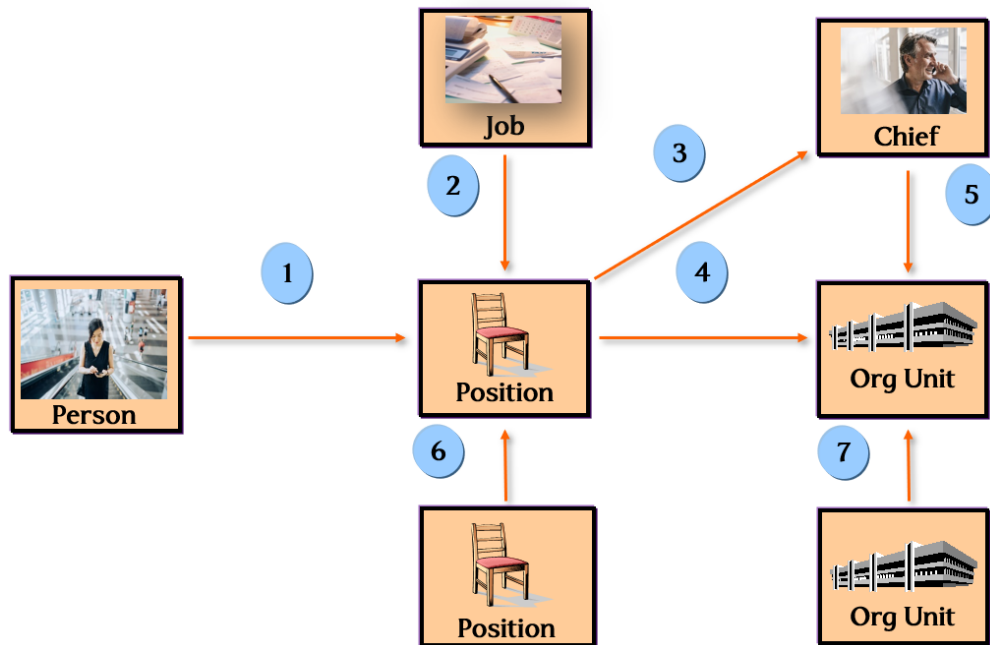 Job
Chief
3
2
5
1
4
Person
Position
Org Unit
6
7
Position
Org Unit